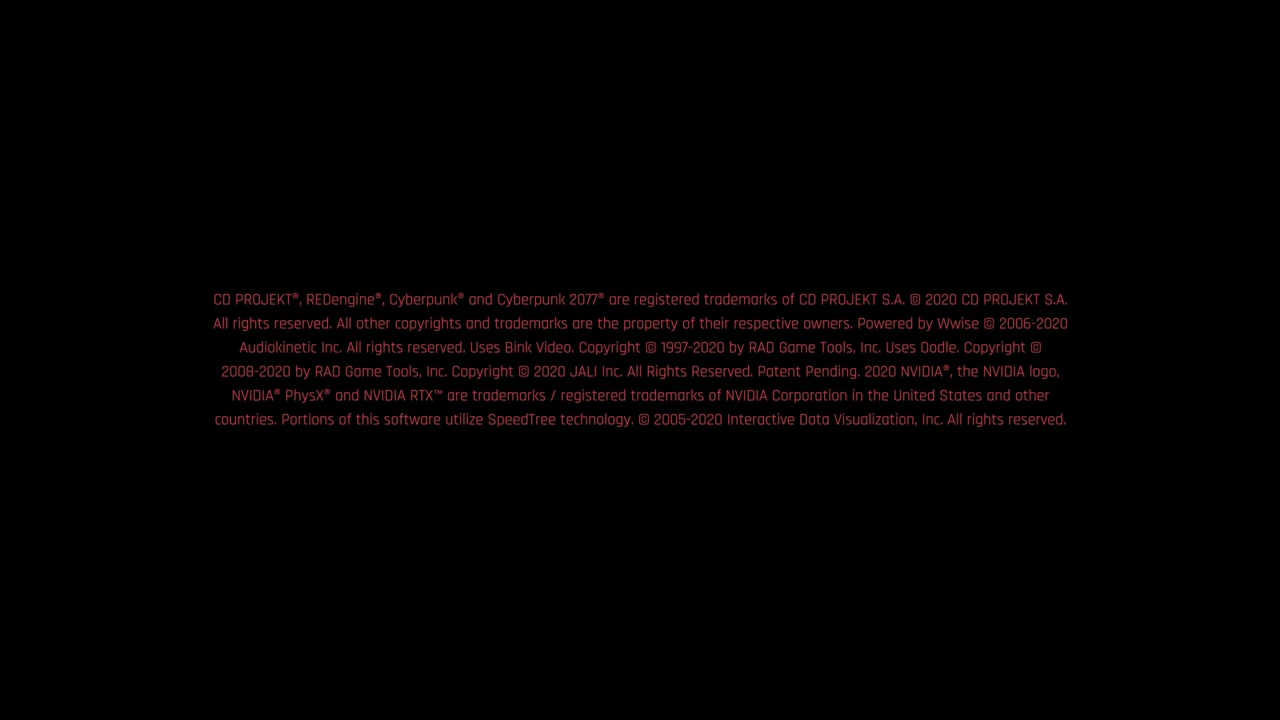 CD PROJEKT®, REDengine®, Cyberpunk® and Cyberpunk 2077® are registered trademarks of CD PROJEKT S.A. © 2020 CD PROJEKT S.A.
All rights reserved. All other copyrights and trademarks are the property of their respective owners. Powered by Wwise © 2006-2020
Audiokinetic Inc. All rights reserved. Uses Bink Video. Copyright © 1997-2020 by RAD Game Tools, Inc. Uses Oodle. Copyright ©
2008-2020 by RAD Game Tools, Inc. Copyright © 2020 JALI Inc. All Rights Reserved. Patent Pending. 2020 NVIDIA®, the NVIDIA logo,
NVIDIA® PhysX® and NVIDIA RTX™ are trademarks / registered trademarks of NVIDIA Corporation in the United States and other
countries. Portions of this software utilize SpeedTree technology. © 2005-2020 Interactive Data Visualization, Inc. All rights reserved.